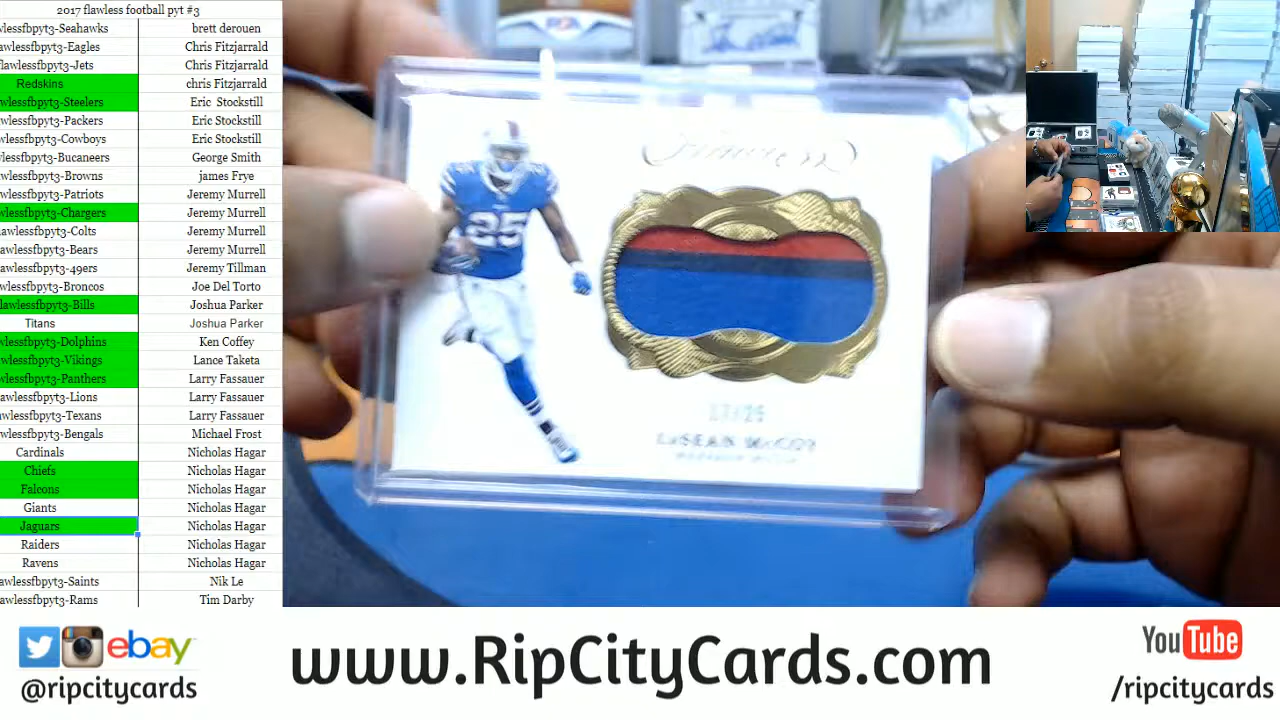 2017 flawless football pyt #3
wlessfbpyt3-Seahawks brett derouen
wlessfbpyt3-Eagles Chris Fitzjarrald
flawlessfbpyt3-Jets Chris Fitzjarrald
Redskins chris Fitzjarrald
wlessfbpyt3-Steelers Eric Stockstill
wlessfbpyt3-Packers Eric Stockstill
wlessfbpyt3-Cowboys Eric Stockstill
lessfbpyt3-Bucaneers George Smith
wlessfbpyt3-Browns james Frye
wlessfbpyt3-Patriots Jeremy Murrell
wlessfbpyt3-Chargers Jeremy Murrell
awlessfbpyt3-Colts Jeremy Murrell
awlessfbpyt3-Bears Jeremy Murrell
awlessfbpyt3-49ers Jeremy Tillman
wlessfbpyt3-Broncos Joe Del Torto
lawlessfbpyt3-Bills Joshua Parker
Titans Joshua Parker
wlessfbpyt3-Dolphins Ken Coffey
wlessfbpyt3-Vikings Lance Taketa
wlessfbpyt3-Panthers Larry Fassauer
awlessfbpyt3-Lions Larry Fassauer
wlessfbpyt3-Texans Larry Fassauer
wlessfbpyt3-Bengals Michael Frost
Cardinals Nicholas Hagar
Chiefs Nicholas Hagar
Falcons Nicholas Hagar
Giants Nicholas Hagar
Jaguars Nicholas Hagar
Raiders Nicholas Hagar
Ravens Nicholas Hagar
awlessfbpyt3-Saints Nik Le
awlessfbpyt3-Rams Tim Darby
25
17/25
LeSEAN McCOY
ebay
@ripcitycards
www.RipCityCards.com
YouTube
/ripcitycards